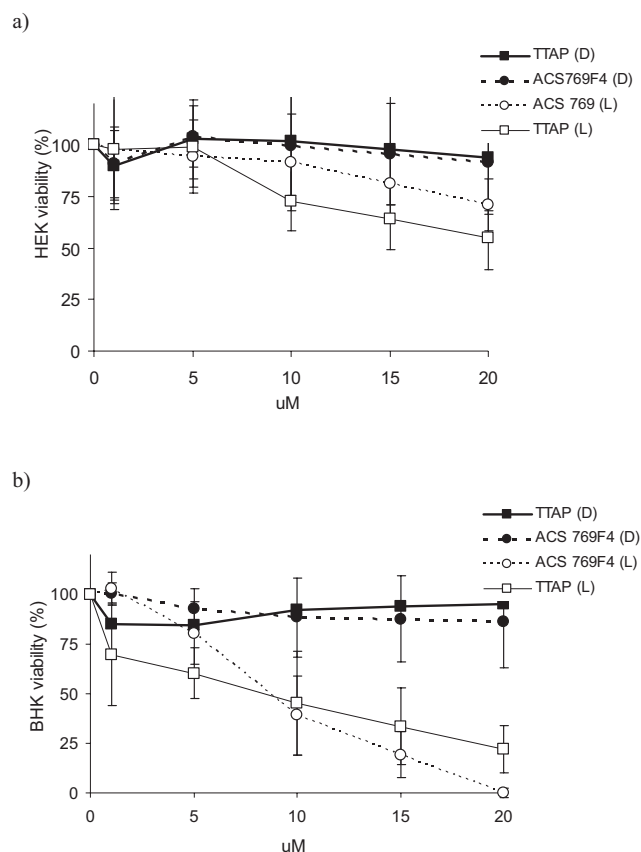 a)
TTAP (D)
ACS769F4 (D)
ACS 769 (L)
TTAP (L)
HEK viability (%)
100
75
50
25
0
0 5 10 15 20
uM
b)
TTAP (D)
ACS 769F4 (D)
ACS 769F4 (L)
TTAP (L)
BHK viability (%)
100
75
50
25
0
0 5 10 15 20
uM